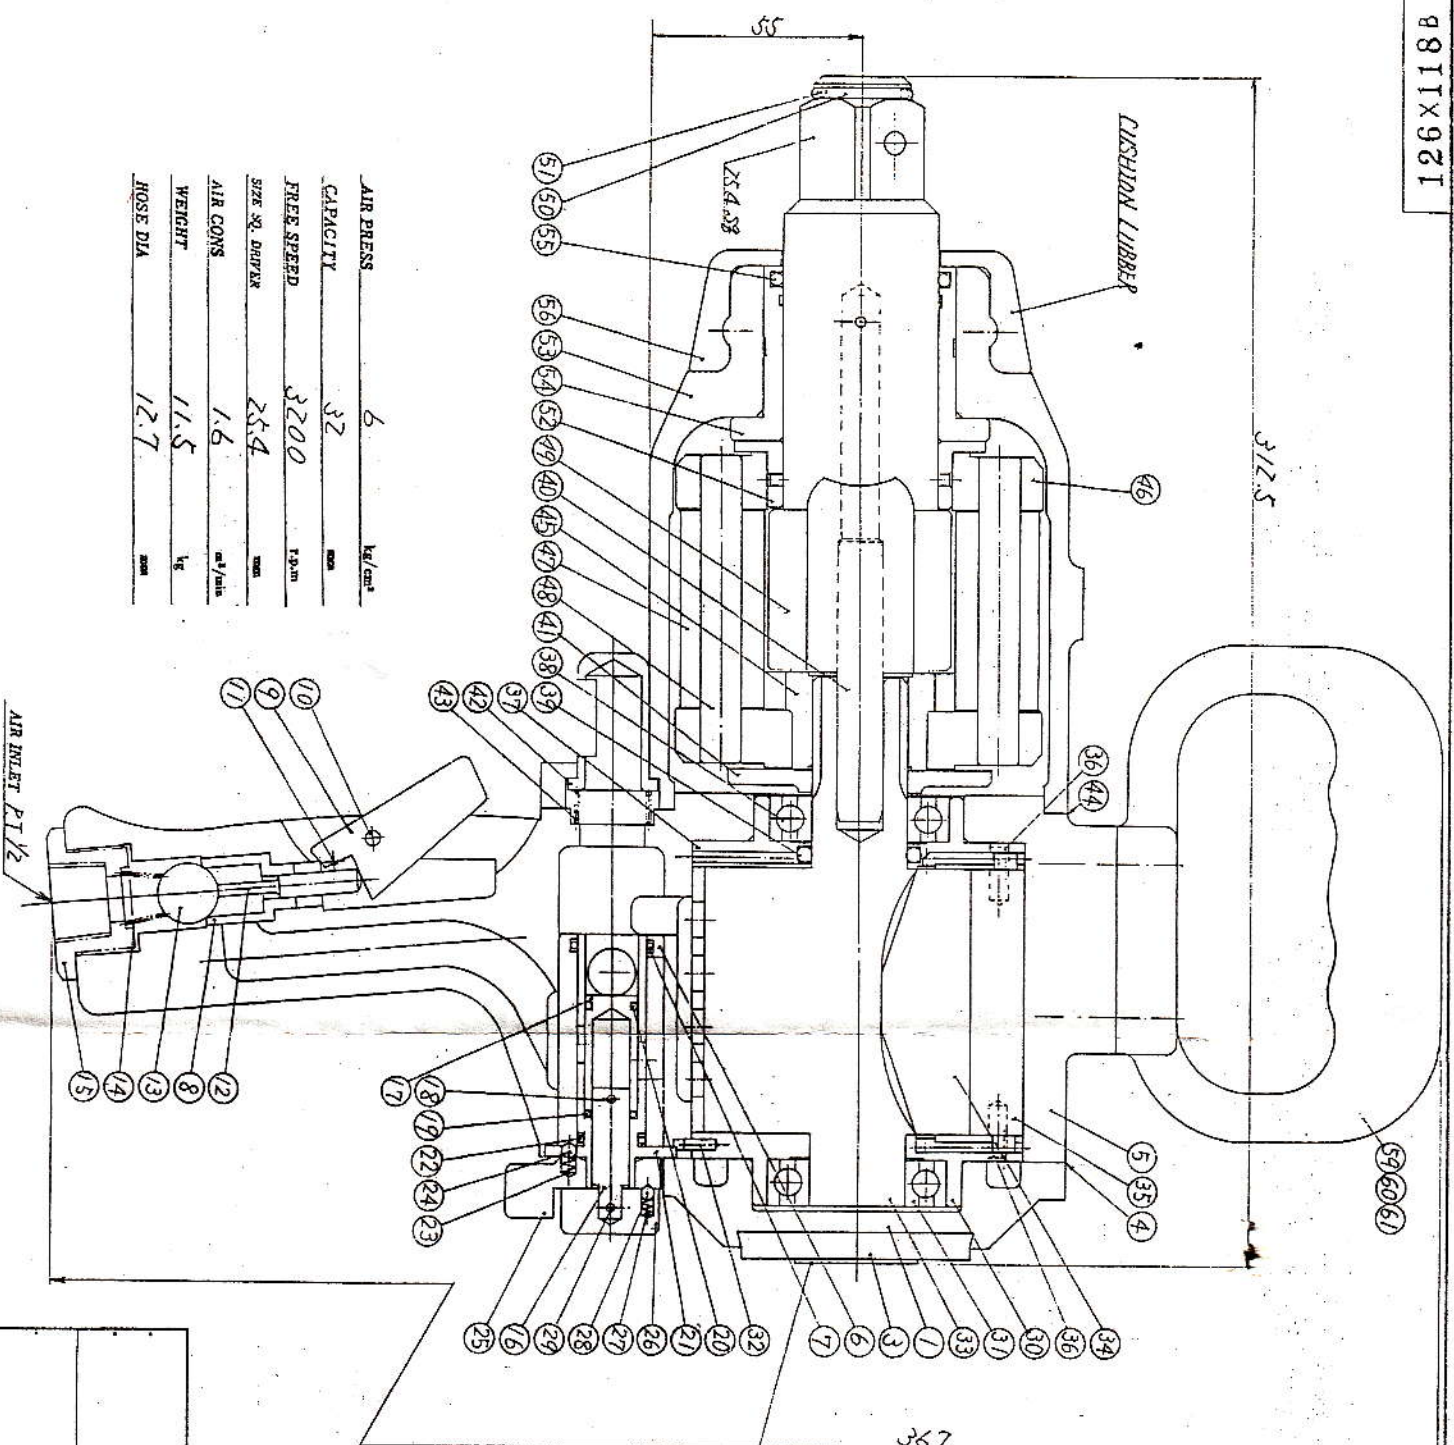 126X118B
55
CUSHION LUBBER
25.4 sq
312.5
51 50 55 56 53 54 52 49 40 45 47 48 41 38 39
46
37
42
43
36 44
AIR PRESS 6 kg/cm²
CAPACITY 32 mm
FREE SPEED 3200 r.p.m
SIZE SQ. DRIVER 25.4 mm
AIR CONS 1.6 m³/min
WEIGHT 11.5 kg
HOSE DIA 12.7 mm
10
9
11
AIR INLET PT 1/2
15 14 13 8 12
17 18 19 22 24 23
59 60 61
5 35 4
25 16 29 28 27 26 21 20 32 7 6 3 1 33 31 30 36 34
367